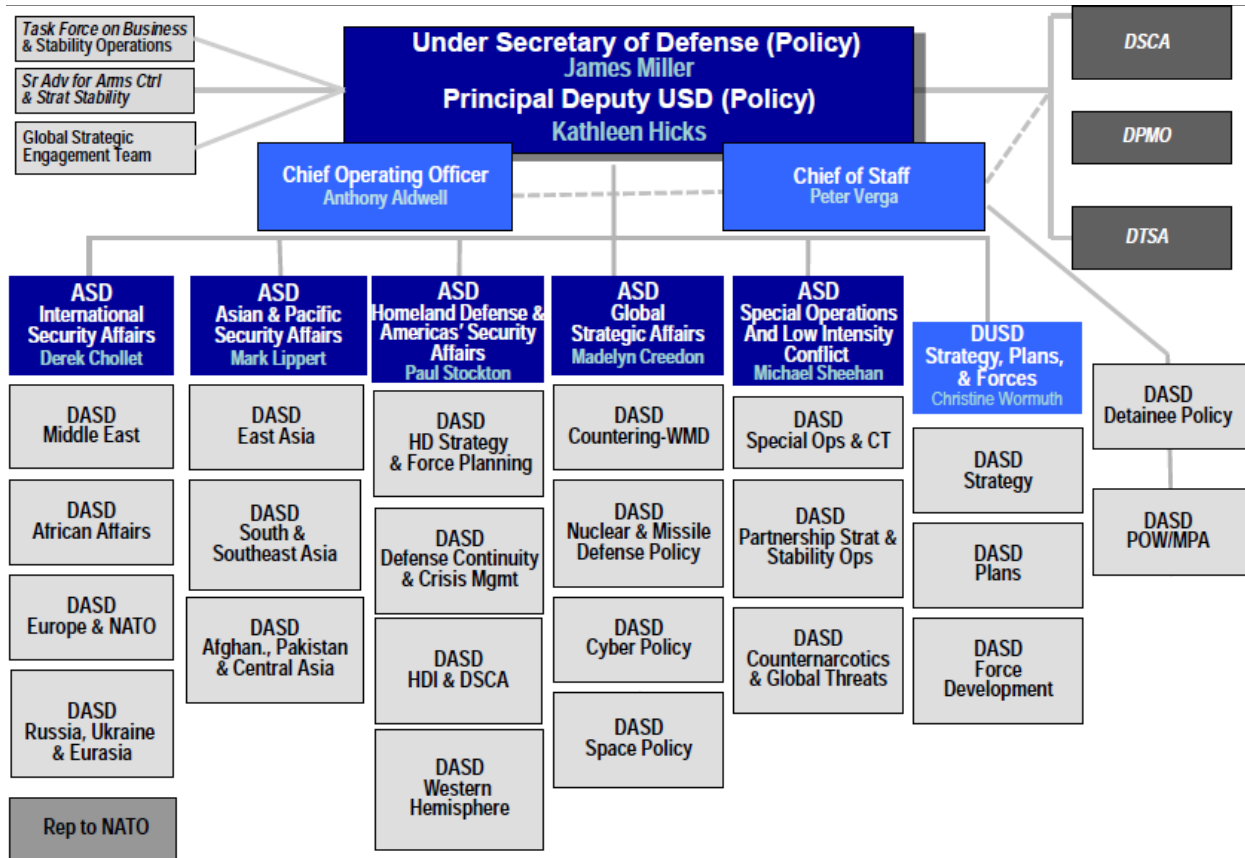 Task Force on Business
& Stability Operations
Sr Adv for Arms Ctrl
& Strat Stability
Global Strategic
Engagement Team
Under Secretary of Defense (Policy)
James Miller
Principal Deputy USD (Policy)
Kathleen Hicks
Chief Operating Officer
Anthony Aldwell
Chief of Staff
Peter Verga
DSCA
DPMO
DTSA
ASD
International
Security Affairs
Derek Chollet
DASD
Middle East
DASD
African Affairs
DASD
Europe & NATO
DASD
Russia, Ukraine
& Eurasia
Rep to NATO
ASD
Asian & Pacific
Security Affairs
Mark Lippert
DASD
East Asia
DASD
South &
Southeast Asia
DASD
Afghan., Pakistan
& Central Asia
ASD
Homeland Defense &
Americas' Security
Affairs
Paul Stockton
DASD
HD Strategy
& Force Planning
DASD
Defense Continuity
& Crisis Mgmt
DASD
HDI & DSCA
DASD
Western
Hemisphere
ASD
Global
Strategic Affairs
Madelyn Creedon
DASD
Countering-WMD
DASD
Nuclear & Missile
Defense Policy
DASD
Cyber Policy
DASD
Space Policy
ASD
Special Operations
And Low Intensity
Conflict
Michael Sheehan
DASD
Special Ops & CT
DASD
Partnership Strat &
Stability Ops
DASD
Counternarcotics
& Global Threats
DUSD
Strategy, Plans,
& Forces
Christine Wormuth
DASD
Strategy
DASD
Plans
DASD
Force
Development
DASD
Detainee Policy
DASD
POW/MPA